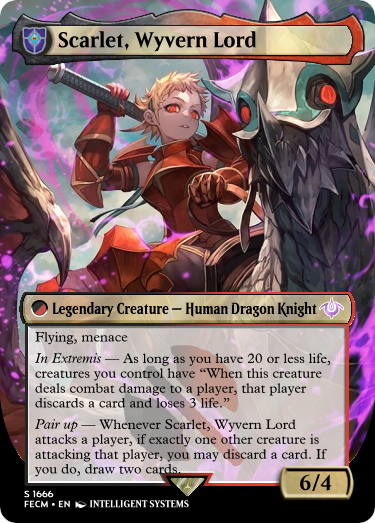 Scarlet, Wyvern Lord
Legendary Creature — Human Dragon Knight
Flying, menace
In Extremis — As long as you have 20 or less life,
creatures you control have “When this creature
deals combat damage to a player, that player
discards a card and loses 3 life.”
Pair up — Whenever Scarlet, Wyvern Lord
attacks a player, if exactly one other creature is
attacking that player, you may discard a card. If
you do, draw two cards.
6/4
S 1666
FECM • EN INTELLIGENT SYSTEMS